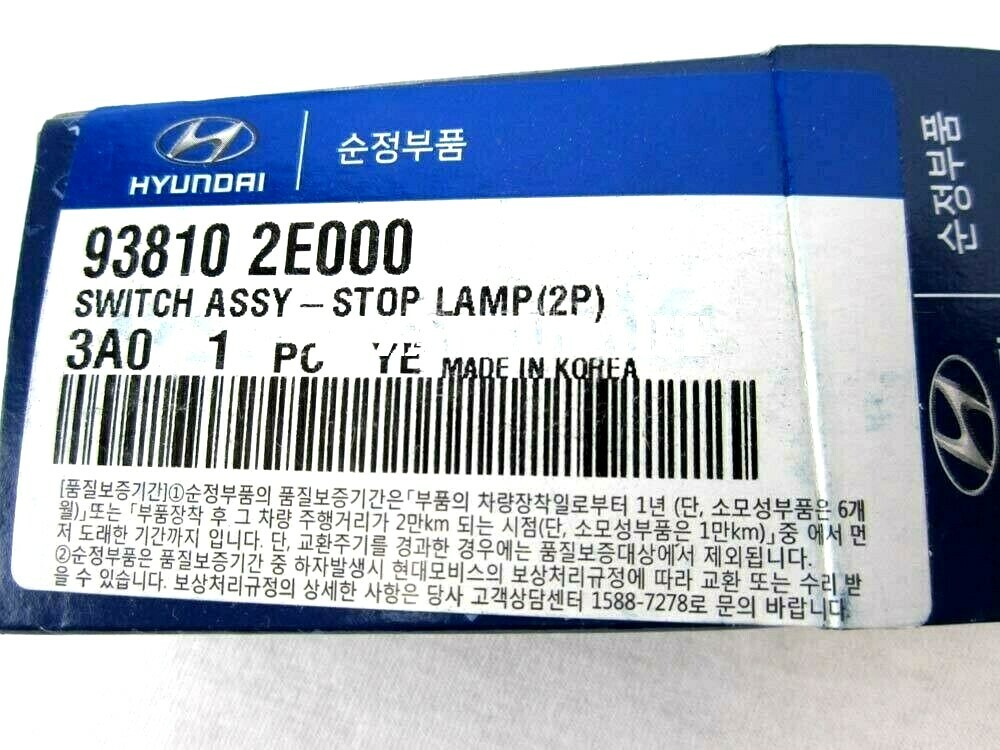 HYUNDAI
순정부품
93810 2E000
SWITCH ASSY – STOP LAMP(2P)
3A0 1 PC YE MADE IN KOREA
[품질보증기간]①순정부품의 품질보증기간은「부품의 차량장착일로부터 1년 (단, 소모성부품은 6개
월)」또는「부품장착 후 그 차량 주행거리가 2만km 되는 시점(단, 소모성부품은 1만km)」중 에서 먼
저 도래한 기간까지 입니다. 단, 교환주기를 경과한 경우에는 품질보증대상에서 제외됩니다.
②순정부품은 품질보증기간 중 하자발생시 현대모비스의 보상처리규정에 따라 교환 또는 수리 받
을 수 있습니다. 보상처리규정의 상세한 사항은 당사 고객상담센터 1588-7278로 문의 바랍니다.
순정부품